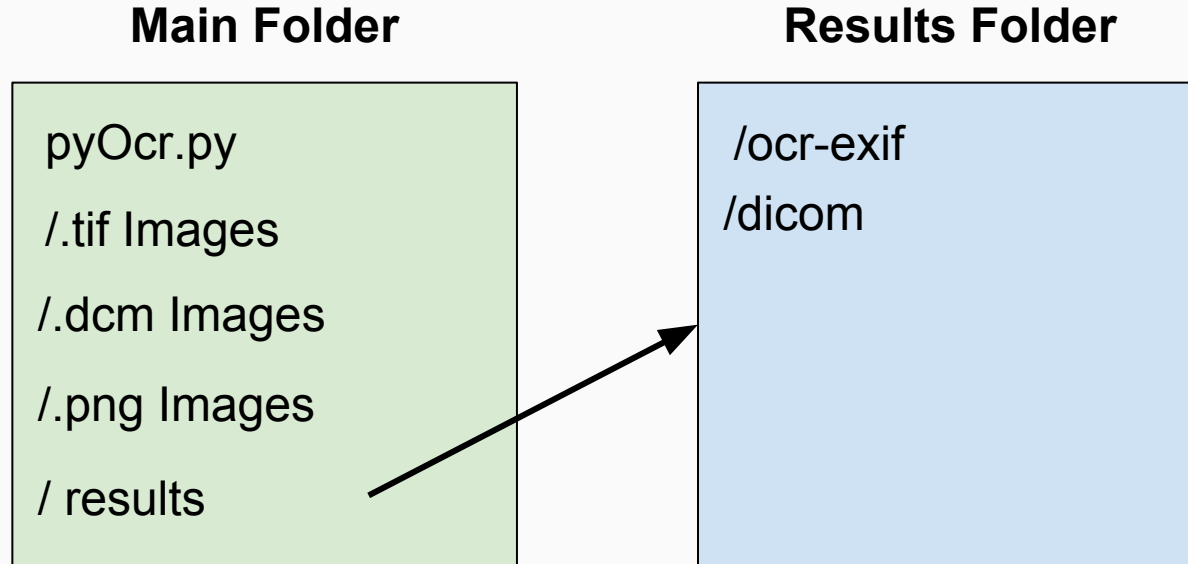 Main Folder
pyOcr.py
/.tif Images
/.dcm Images
/.png Images
/ results
Results Folder
/ocr-exif
/dicom